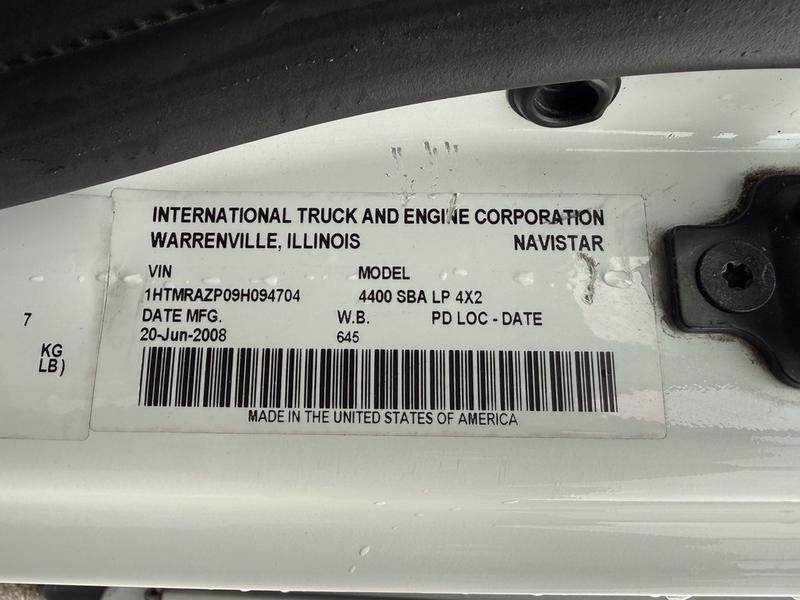 INTERNATIONAL TRUCK AND ENGINE CORPORATION
WARRENVILLE, ILLINOIS NAVISTAR
VIN MODEL
1HTMRAZP09H094704 4400 SBA LP 4X2
DATE MFG. W.B. PD LOC - DATE
20-Jun-2008 645
MADE IN THE UNITED STATES OF AMERICA
7
KG
LB)